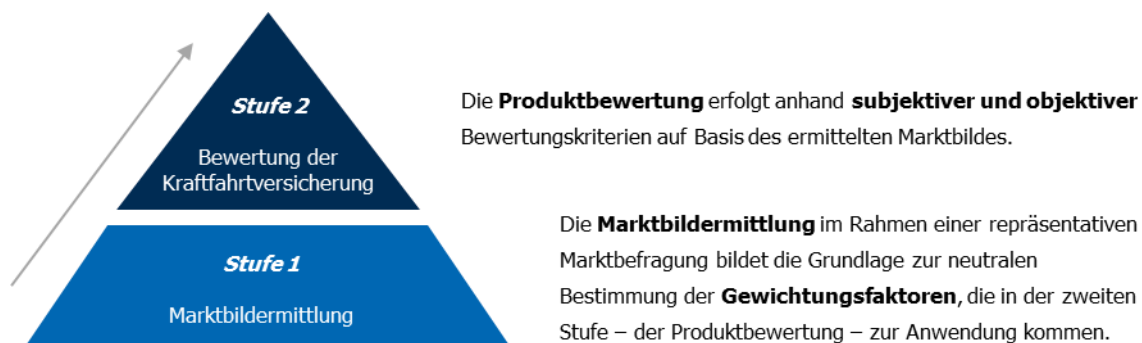 Stufe 2
Bewertung der
Kraftfahrtversicherung
Die Produktbewertung erfolgt anhand subjektiver und objektiver
Bewertungskriterien auf Basis des ermittelten Marktbildes.
Stufe 1
Marktbildermittlung
Die Marktbildermittlung im Rahmen einer repräsentativen
Marktbefragung bildet die Grundlage zur neutralen
Bestimmung der Gewichtungsfaktoren, die in der zweiten
Stufe – der Produktbewertung – zur Anwendung kommen.